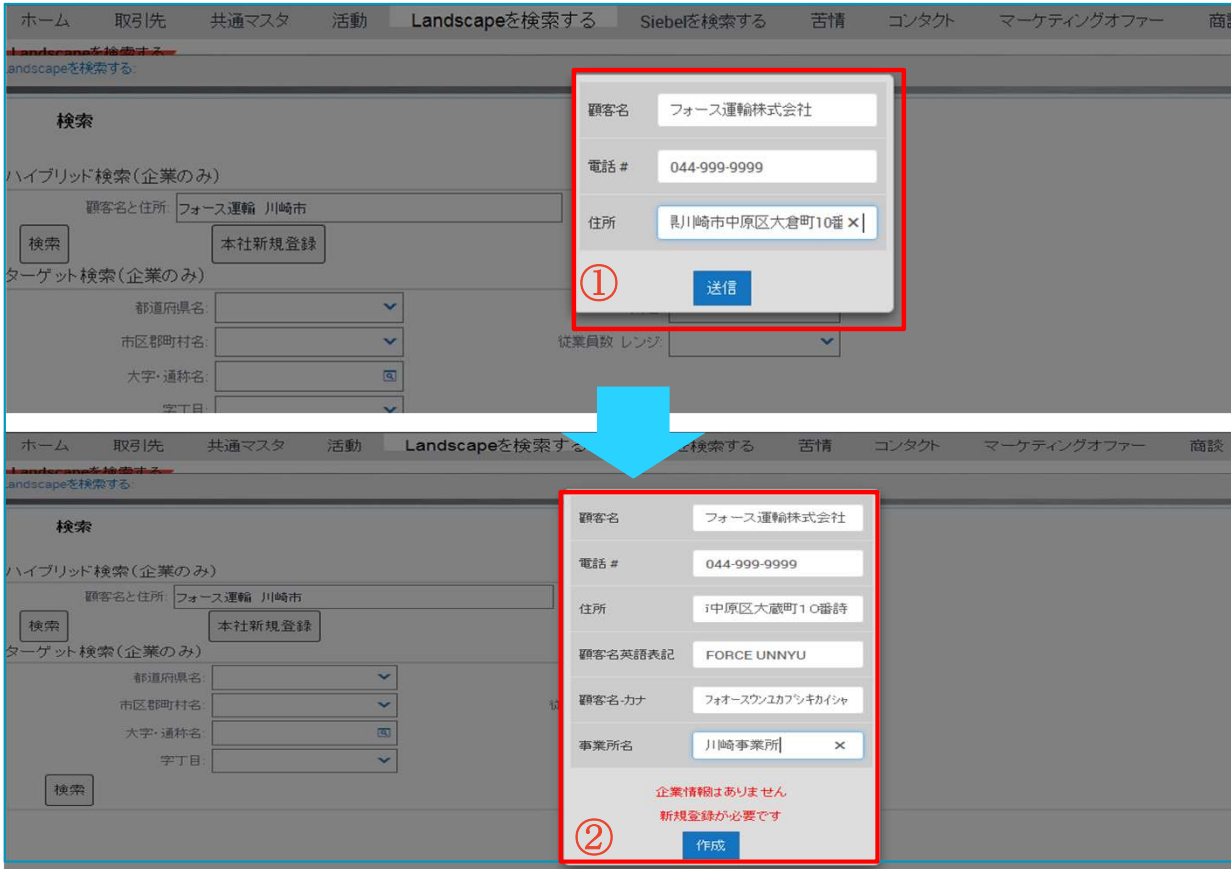 ホーム 取引先 共通マスタ 活動 Landscapeを検索する Siebelを検索する 苦情 コンタクト マーケティングオファー
Landscapeを検索する
Landscapeを検索する:
検索
ハイブリッド検索(企業のみ)
顧客名と住所: フォース運輸 川崎市
検索 本社新規登録
ターゲット検索(企業のみ)
都道府県名:
市区郡町村名: 従業員数 レンジ:
大字・通称名:
字丁目:
顧客名 フォース運輸株式会社
電話 # 044-999-9999
住所 川崎市中原区大倉町10番
① 送信
ホーム 取引先 共通マスタ 活動 Landscapeを検索する を検索する 苦情 コンタクト マーケティングオファー 商談
Landscapeを検索する
Landscapeを検索する:
検索
ハイブリッド検索(企業のみ)
顧客名と住所: フォース運輸 川崎市
検索 本社新規登録
ターゲット検索(企業のみ)
都道府県名:
市区郡町村名:
大字・通称名:
字丁目:
検索
顧客名 フォース運輸株式会社
電話 # 044-999-9999
住所 中原区大蔵町10番
顧客名英語表記 FORCE UNNYU
顧客名-カナ フォオースウンユカブシキカイシャ
事業所名 川崎事業所
企業情報はありません
新規登録が必要です
② 作成